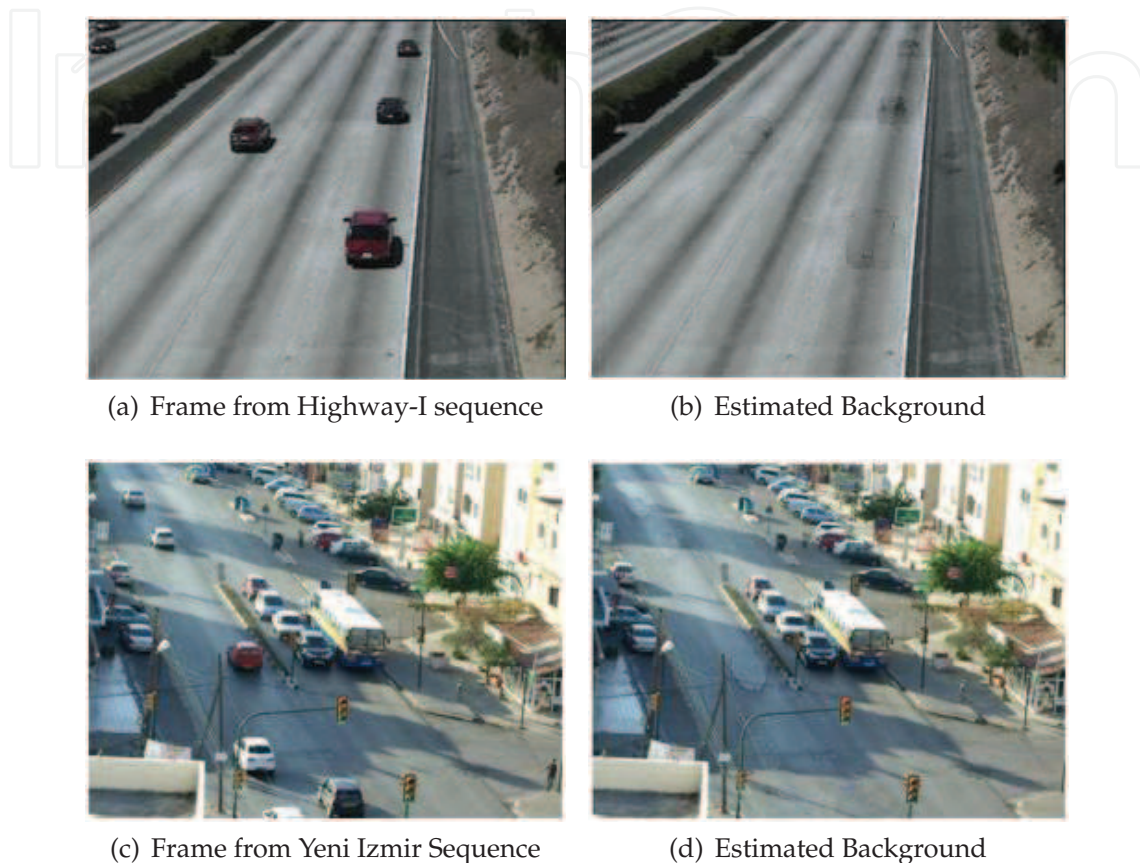 (a) Frame from Highway-I sequence
(b) Estimated Background
(c) Frame from Yeni Izmir Sequence
(d) Estimated Background